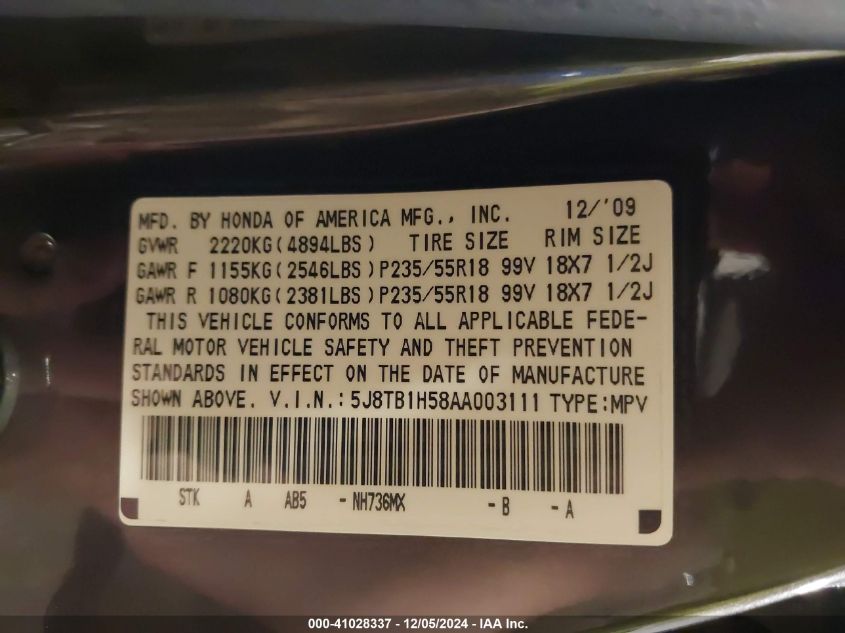 MFD. BY HONDA OF AMERICA MFG., INC. 12/'09
GVWR 2220KG(4894LBS) TIRE SIZE RIM SIZE
GAWR F 1155KG(2546LBS)P235/55R18 99V 18X7 1/2J
GAWR R 1080KG(2381LBS)P235/55R18 99V 18X7 1/2J
THIS VEHICLE CONFORMS TO ALL APPLICABLE FEDE-
RAL MOTOR VEHICLE SAFETY AND THEFT PREVENTION
STANDARDS IN EFFECT ON THE DATE OF MANUFACTURE
SHOWN ABOVE. V.I.N.:5J8TB1H58AA003111 TYPE:MPV
STK A AB5 -NH736MX -B -A
000-41028337 - 12/05/2024 - IAA Inc.